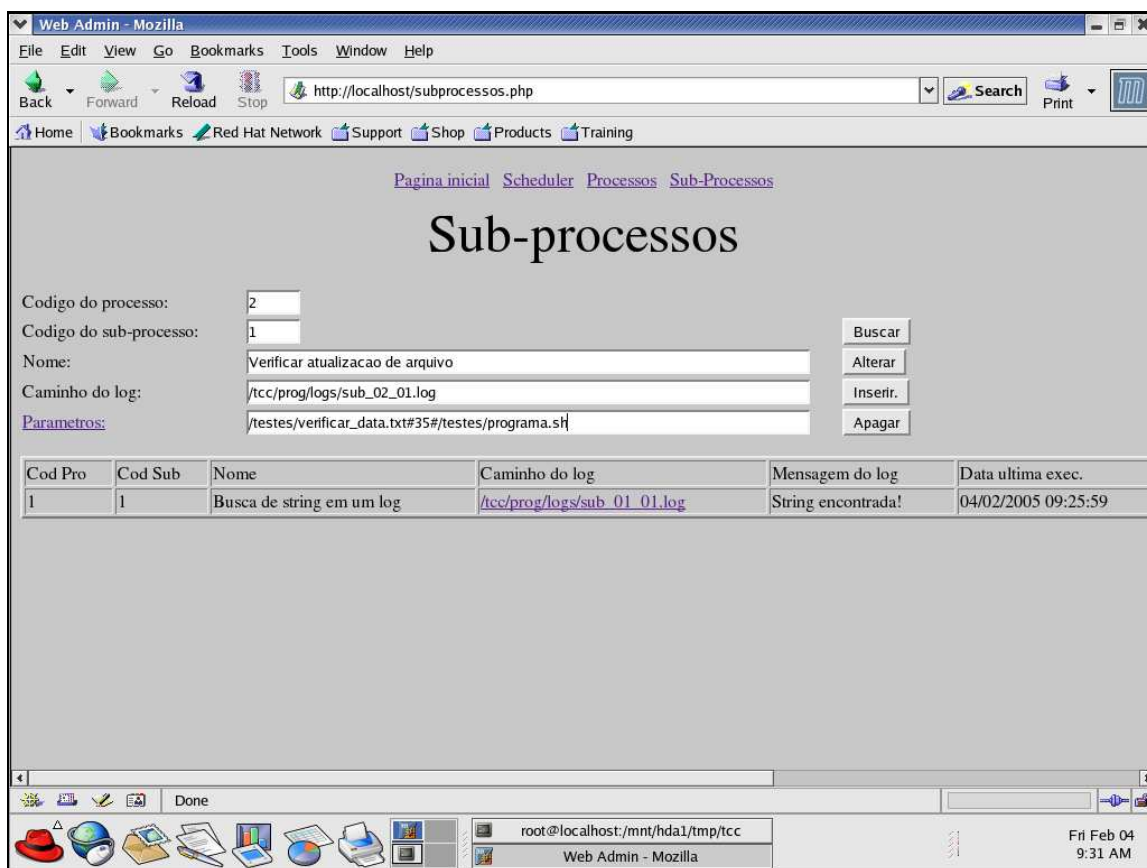 Web Admin - Mozilla
File Edit View Go Bookmarks Tools Window Help
Back Forward Reload Stop http://localhost/subprocessos.php Search Print
Home Bookmarks Red Hat Network Support Shop Products Training
Pagina inicial Scheduler Processos Sub-Processos
Sub-processos
Codigo do processo: 2
Codigo do sub-processo: 1 Buscar
Nome: Verificar atualizacao de arquivo Alterar
Caminho do log: /tcc/prog/logs/sub_02_01.log Inserir.
Parametros: /testes/verificar_data.txt#35#/testes/programa.sh Apagar
Cod Pro Cod Sub Nome Caminho do log Mensagem do log Data ultima exec.
1 1 Busca de string em um log /tcc/prog/logs/sub_01_01.log String encontrada! 04/02/2005 09:25:59
Done
root@localhost:/mnt/hda1/tmp/tcc
Web Admin - Mozilla
Fri Feb 04
9:31 AM